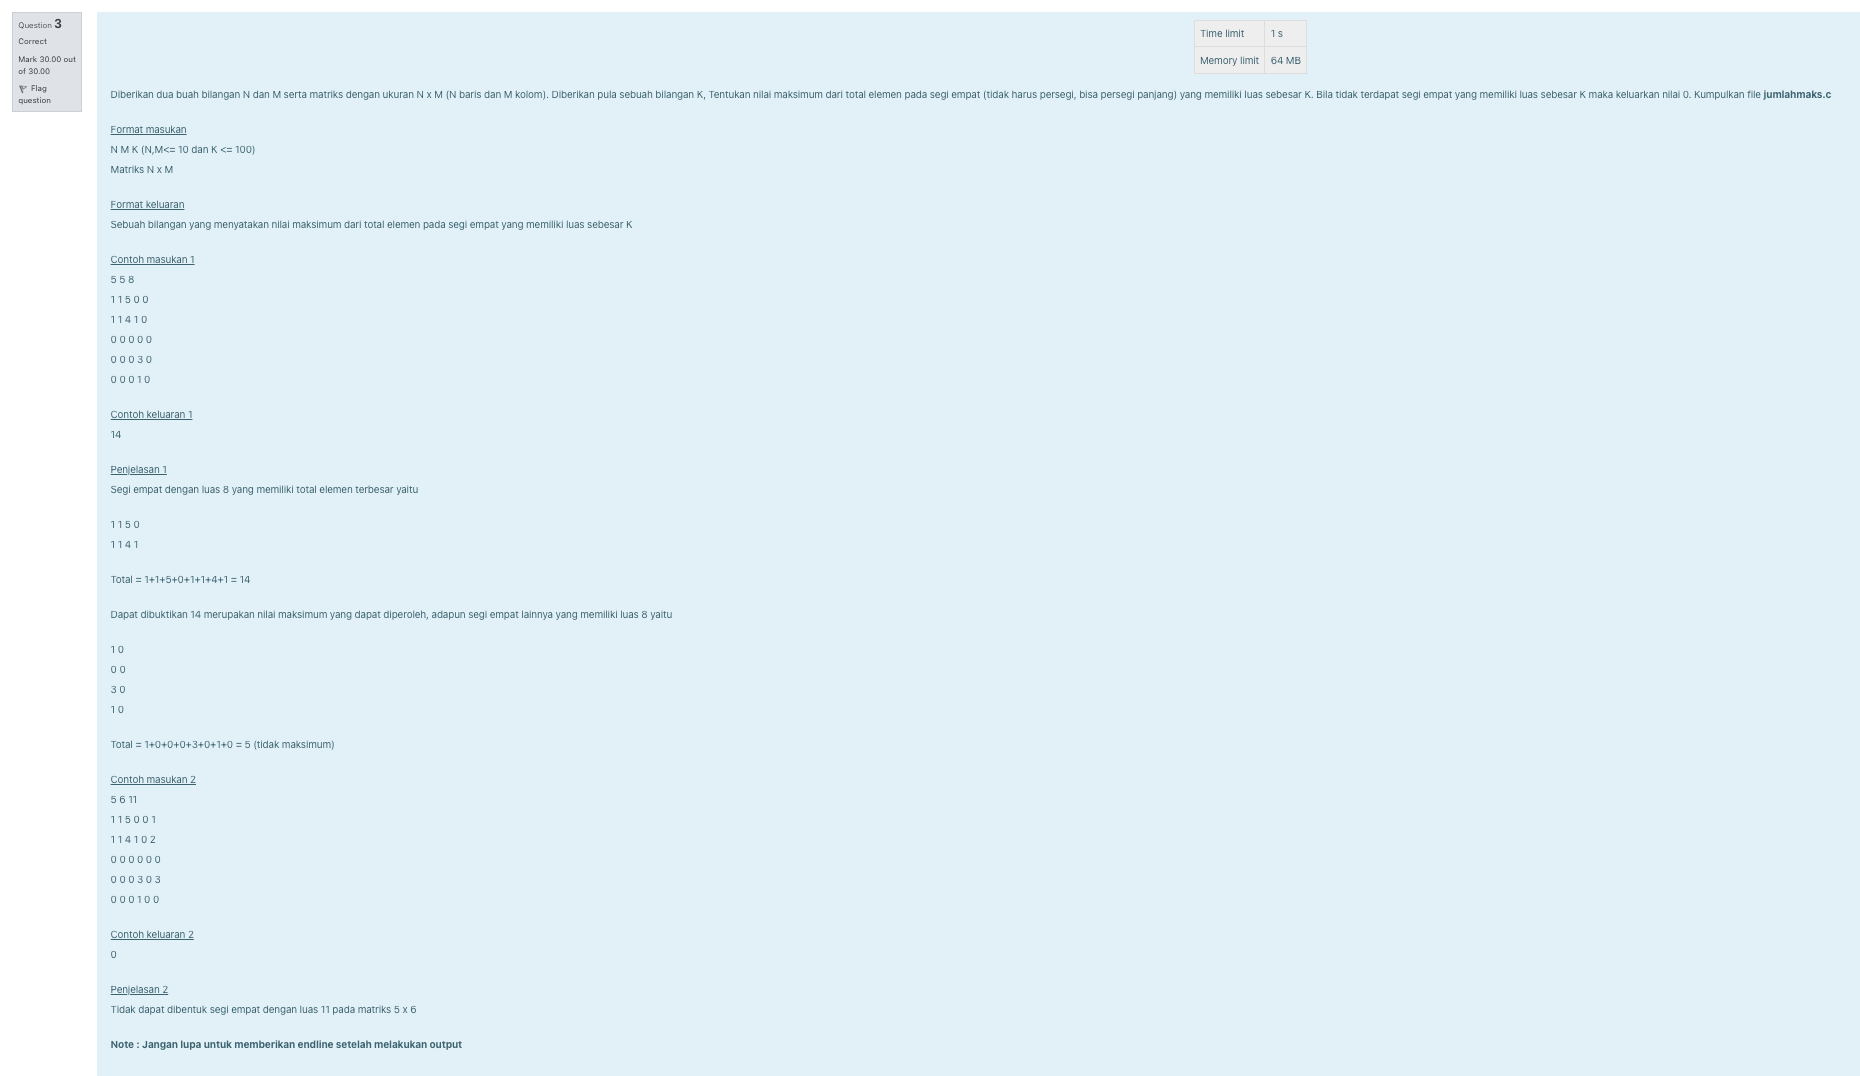 Question 3
Correct
Mark 30.00 out
of 30.00
Flag
question
Time limit 1 s
Memory limit 64 MB
Diberikan dua buah bilangan N dan M serta matriks dengan ukuran N x M (N baris dan M kolom). Diberikan pula sebuah bilangan K, Tentukan nilai maksimum dari total elemen pada segi empat (tidak harus persegi, bisa persegi panjang) yang memiliki luas sebesar K. Bila tidak terdapat segi empat yang memiliki luas sebesar K maka keluarkan nilai 0. Kumpulkan file jumlahmaks.c
Format masukan
N M K (N,M<= 10 dan K <= 100)
Matriks N x M
Format keluaran
Sebuah bilangan yang menyatakan nilai maksimum dari total elemen pada segi empat yang memiliki luas sebesar K
Contoh masukan 1
5 5 8
1 1 5 0 0
1 1 4 1 0
0 0 0 0 0
0 0 0 3 0
0 0 0 1 0
Contoh keluaran 1
14
Penjelasan 1
Segi empat dengan luas 8 yang memiliki total elemen terbesar yaitu
1 1 5 0
1 1 4 1
Total = 1+1+5+0+1+1+4+1 = 14
Dapat dibuktikan 14 merupakan nilai maksimum yang dapat diperoleh, adapun segi empat lainnya yang memiliki luas 8 yaitu
1 0
0 0
3 0
1 0
Total = 1+0+0+0+3+0+1+0 = 5 (tidak maksimum)
Contoh masukan 2
5 6 11
1 1 5 0 0 1
1 1 4 1 0 2
0 0 0 0 0 0
0 0 0 3 0 3
0 0 0 1 0 0
Contoh keluaran 2
0
Penjelasan 2
Tidak dapat dibentuk segi empat dengan luas 11 pada matriks 5 x 6
Note : Jangan lupa untuk memberikan endline setelah melakukan output